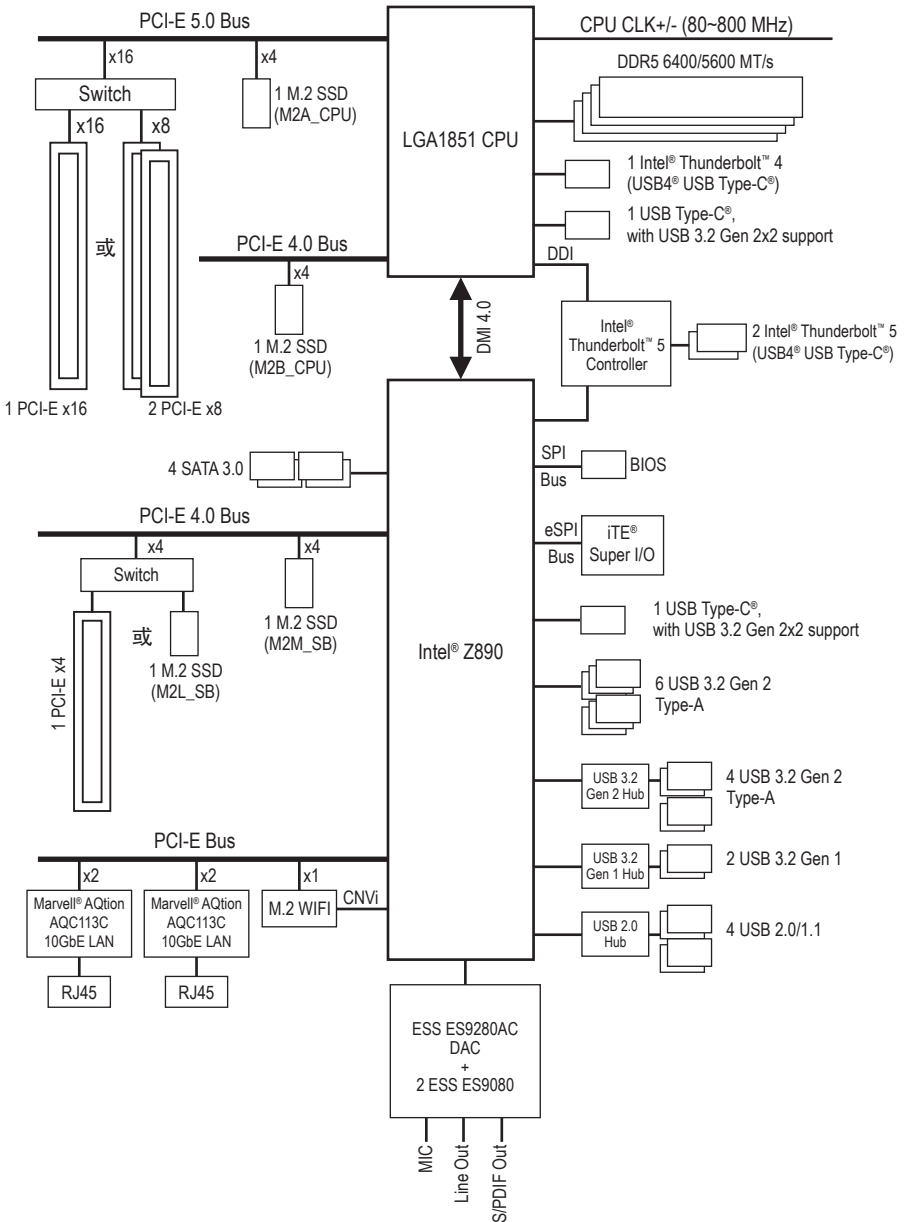 PCI-E 5.0 Bus
CPU CLK+/- (80~800 MHz)
x16
x4
DDR5 6400/5600 MT/s
Switch
1 M.2 SSD
(M2A_CPU)
x16
x8
LGA1851 CPU
1 Intel® Thunderbolt™ 4
(USB4® USB Type-C®)
1 USB Type-C®,
with USB 3.2 Gen 2x2 support
或
PCI-E 4.0 Bus
DDI
x4
1 M.2 SSD
(M2B_CPU)
DMI 4.0
Intel®
Thunderbolt™ 5
Controller
2 Intel® Thunderbolt™ 5
(USB4® USB Type-C®)
1 PCI-E x16
2 PCI-E x8
4 SATA 3.0
SPI
Bus
BIOS
PCI-E 4.0 Bus
eSPI
Bus
iTE®
Super I/O
x4
x4
Switch
1 USB Type-C®,
with USB 3.2 Gen 2x2 support
1 PCI-E x4
或
1 M.2 SSD
(M2L_SB)
1 M.2 SSD
(M2M_SB)
Intel® Z890
6 USB 3.2 Gen 2
Type-A
USB 3.2
Gen 2 Hub
4 USB 3.2 Gen 2
Type-A
PCI-E Bus
USB 3.2
Gen 1 Hub
2 USB 3.2 Gen 1
x2
x2
x1
Marvell® AQtion
AQC113C
10GbE LAN
Marvell® AQtion
AQC113C
10GbE LAN
M.2 WIFI
CNVi
USB 2.0
Hub
4 USB 2.0/1.1
RJ45
RJ45
ESS ES9280AC
DAC
+
2 ESS ES9080
MIC
Line Out
S/PDIF Out